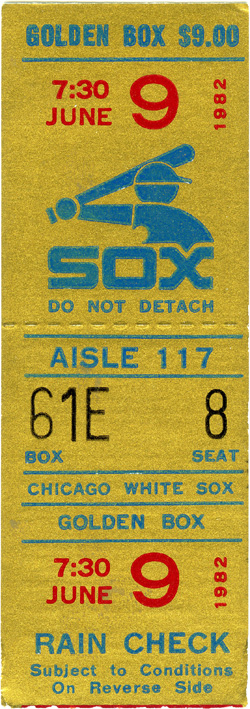 GOLDEN BOX $9.00
7:30 JUNE 9 1982
SOX
DO NOT DETACH
AISLE 117
61E 8
BOX SEAT
CHICAGO WHITE SOX
GOLDEN BOX
7:30 JUNE 9 1982
RAIN CHECK
Subject to Conditions
On Reverse Side